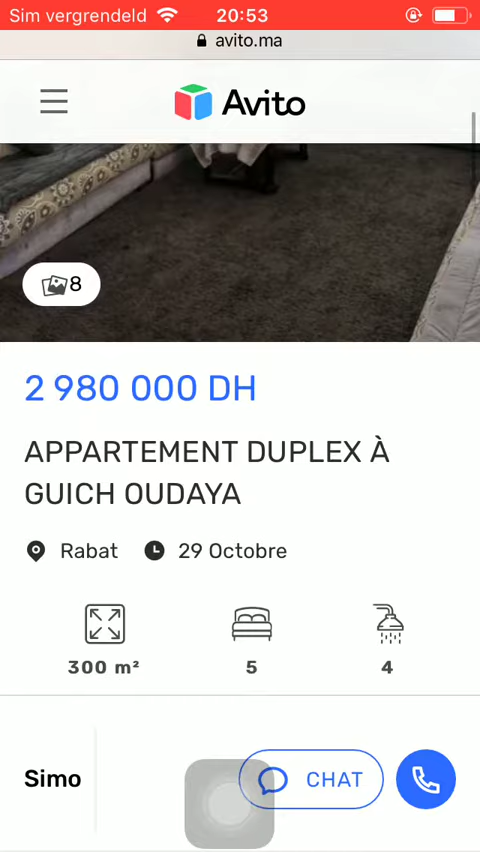 Sim vergrendeld 20:53
avito.ma
Avito
8
2 980 000 DH
APPARTEMENT DUPLEX À
GUICH OUDAYA
Rabat 29 Octobre
300 m² 5 4
Simo CHAT